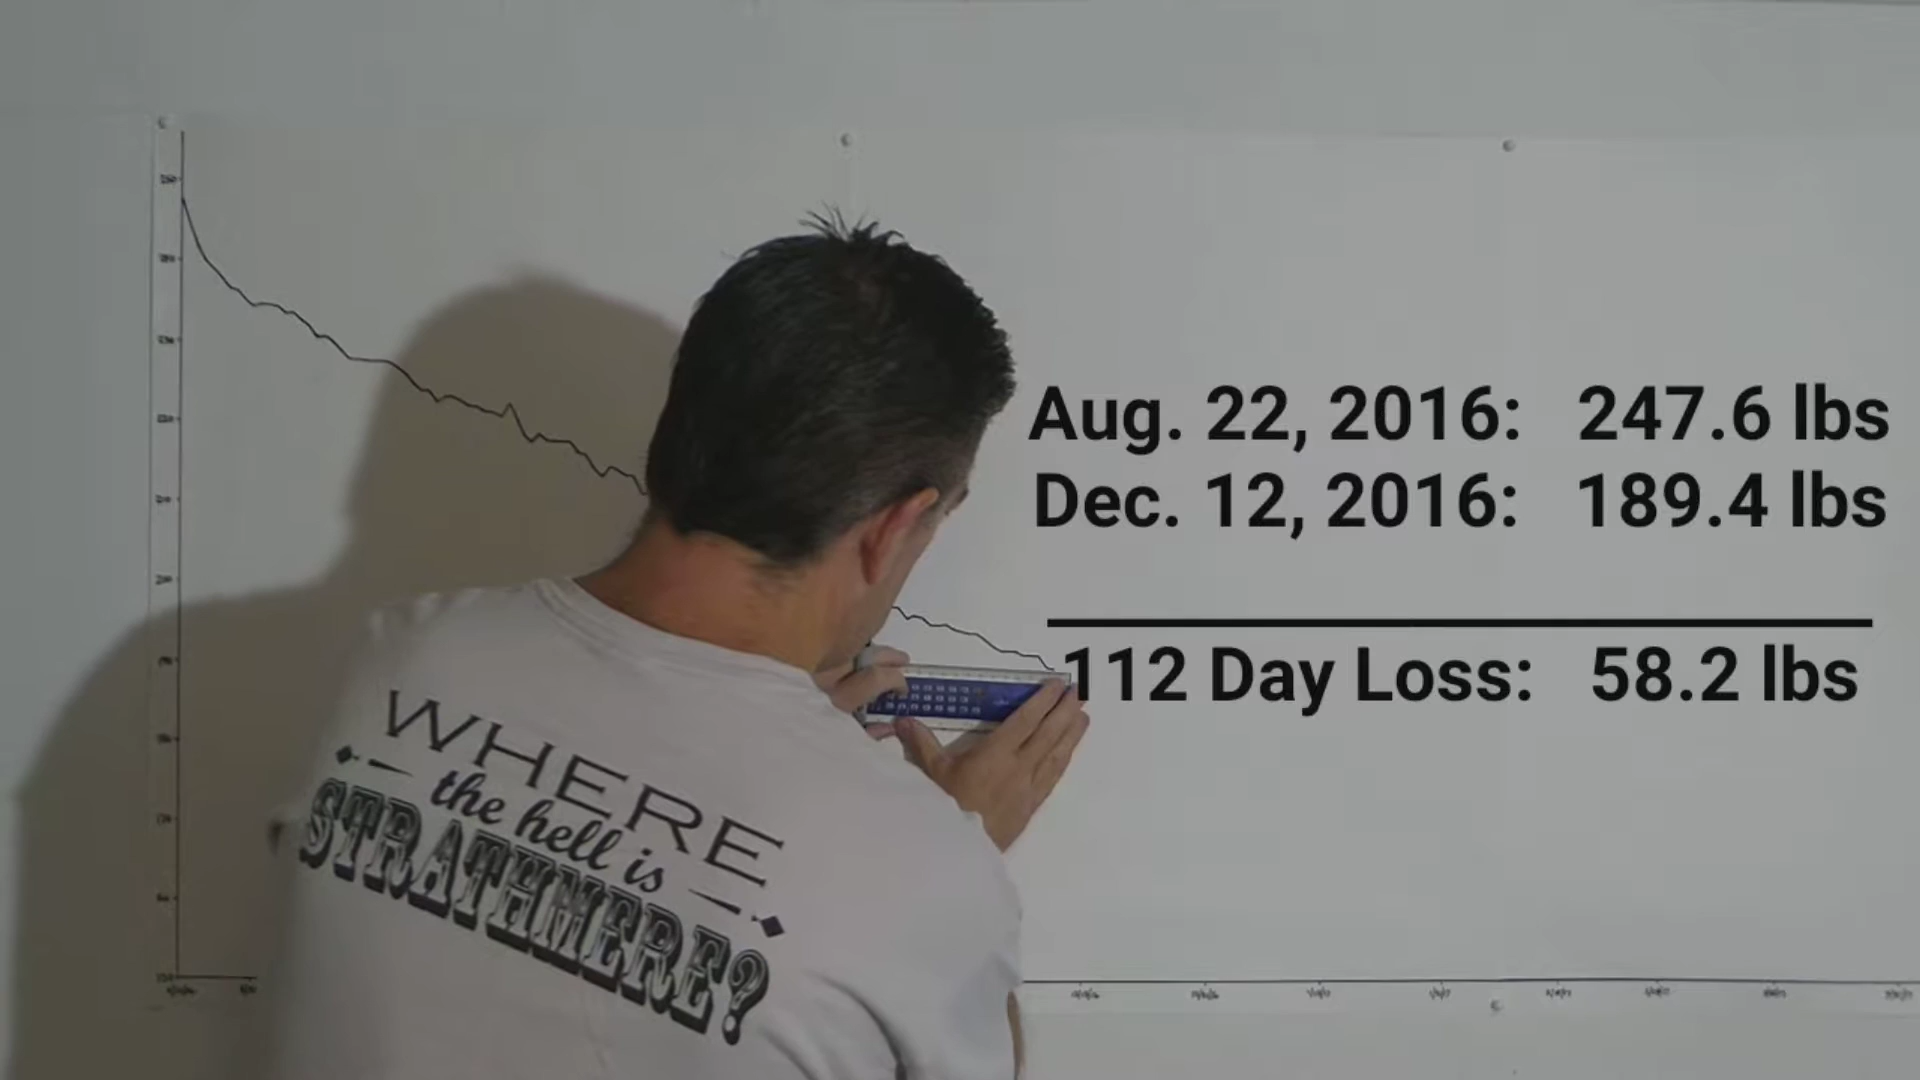 Aug. 22, 2016: 247.6 lbs
Dec. 12, 2016: 189.4 lbs
112 Day Loss: 58.2 lbs
WHERE
the hell is
STRATHMERE?